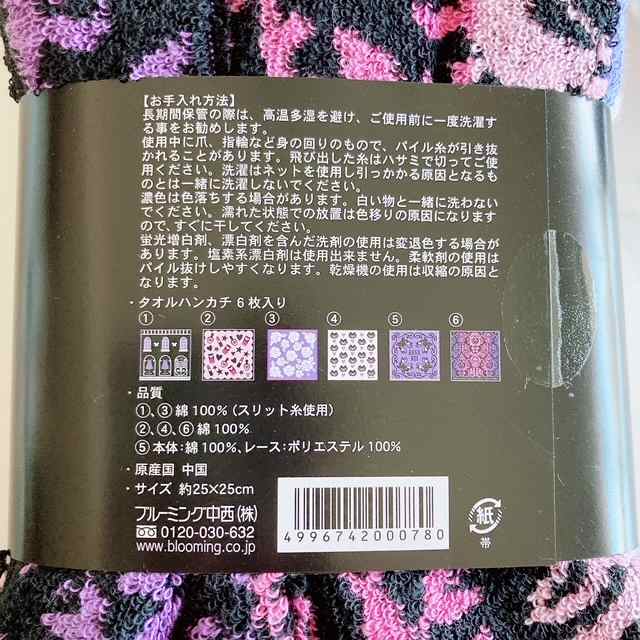 【お手入れ方法】
長期間保管の際は、高温多湿を避け、ご使用前に一度洗濯す
る事をお勧めします。
使用中に爪、指輪など身の回りのもので、パイル糸が引き抜
かれることがあります。飛び出した糸はハサミで切ってご使
用ください。洗濯はネットを使用し引っかかる原因となるも
のとは一緒に洗濯しないでください。
濃色は色落ちする場合があります。白い物と一緒に洗わない
でください。濡れた状態での放置は色移りの原因になります
ので、すぐに干してください。
蛍光増白剤、漂白剤を含んだ洗剤の使用は変退色する場合が
あります。塩素系漂白剤は使用出来ません。柔軟剤の使用は
パイル抜けしやすくなります。乾燥機の使用は収縮の原因と
なります。
・タオルハンカチ 6枚入り
① ② ③ ④ ⑤ ⑥
・品質
①、③ 綿100%(スリット糸使用)
②、④、⑥ 綿100%
⑤ 本体:綿100%、レース:ポリエステル100%
・原産国 中国
・サイズ 約25×25cm
ブルーミング中西(株)
0120-030-632
www.blooming.co.jp
4996742000780
紙
帯